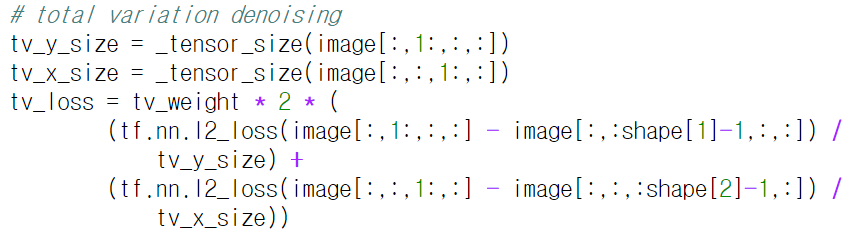 # total variation denoising
tv_y_size = _tensor_size(image[:,1:,:,:])
tv_x_size = _tensor_size(image[:,:,1:,:])
tv_loss = tv_weight * 2 * (
        (tf.nn.l2_loss(image[:,1:,:,:] - image[:,:shape[1]-1,:,:]) /
            tv_y_size) +
        (tf.nn.l2_loss(image[:,:,1:,:] - image[:,:,:shape[2]-1,:]) /
            tv_x_size))